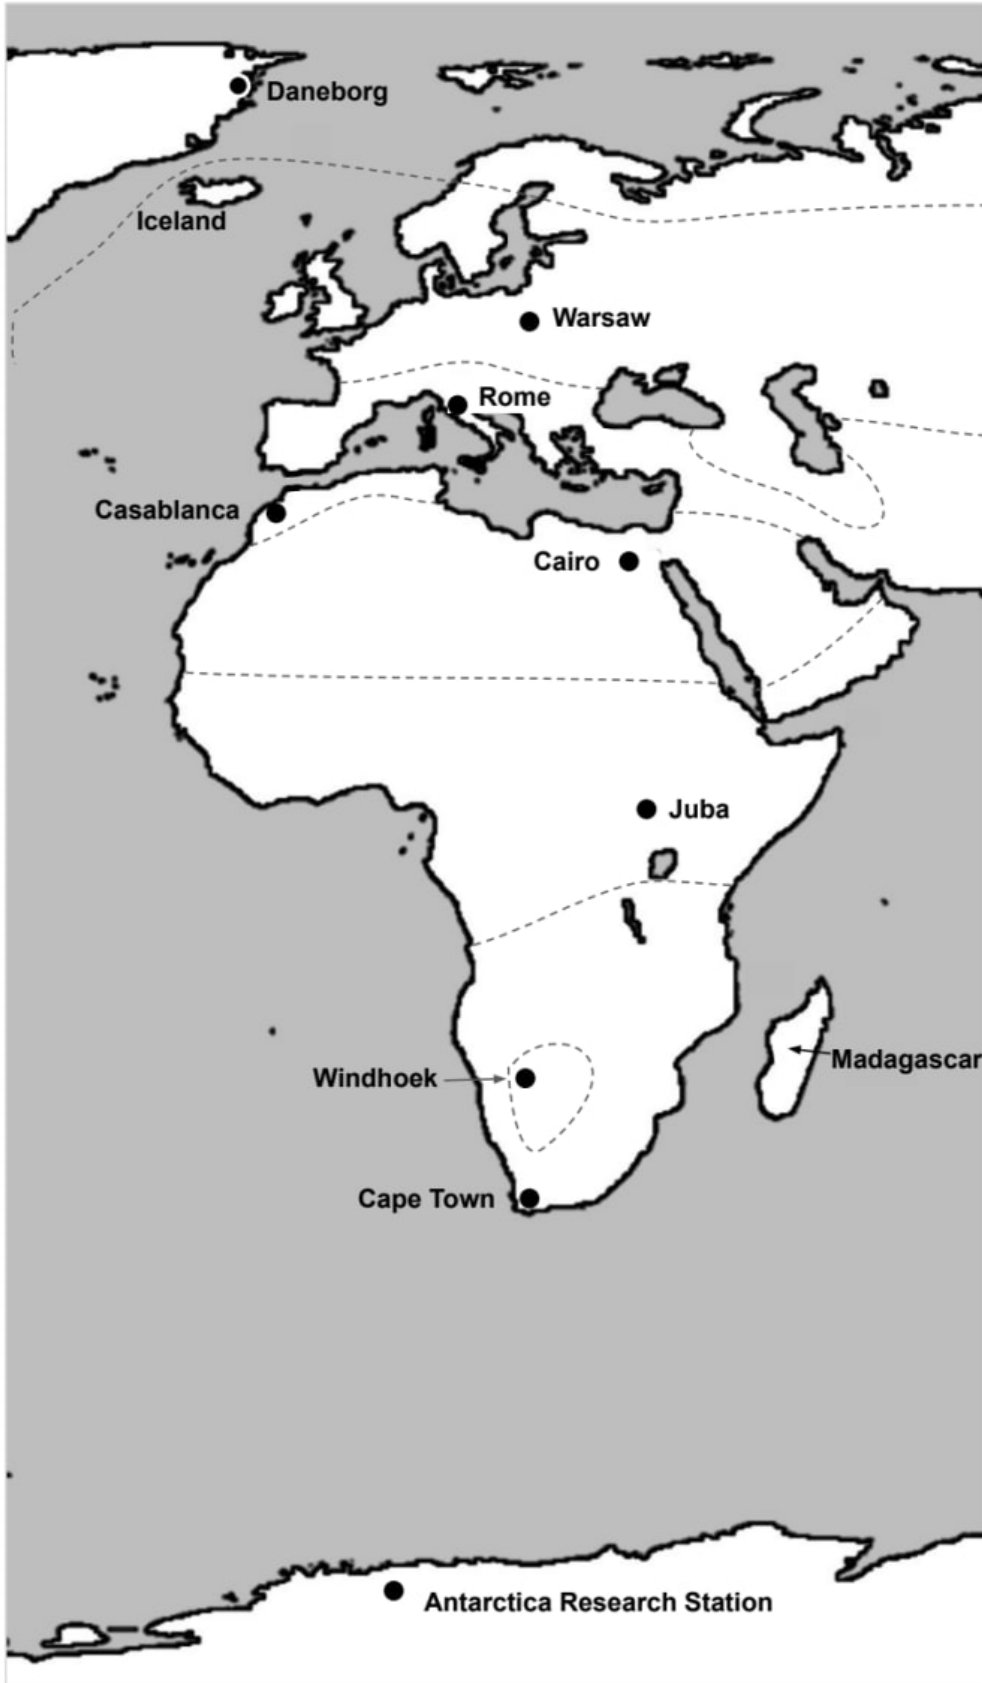 Daneborg
Iceland
Warsaw
Rome
Casablanca
Cairo
Juba
Madagascar
Windhoek
Cape Town
Antarctica Research Station